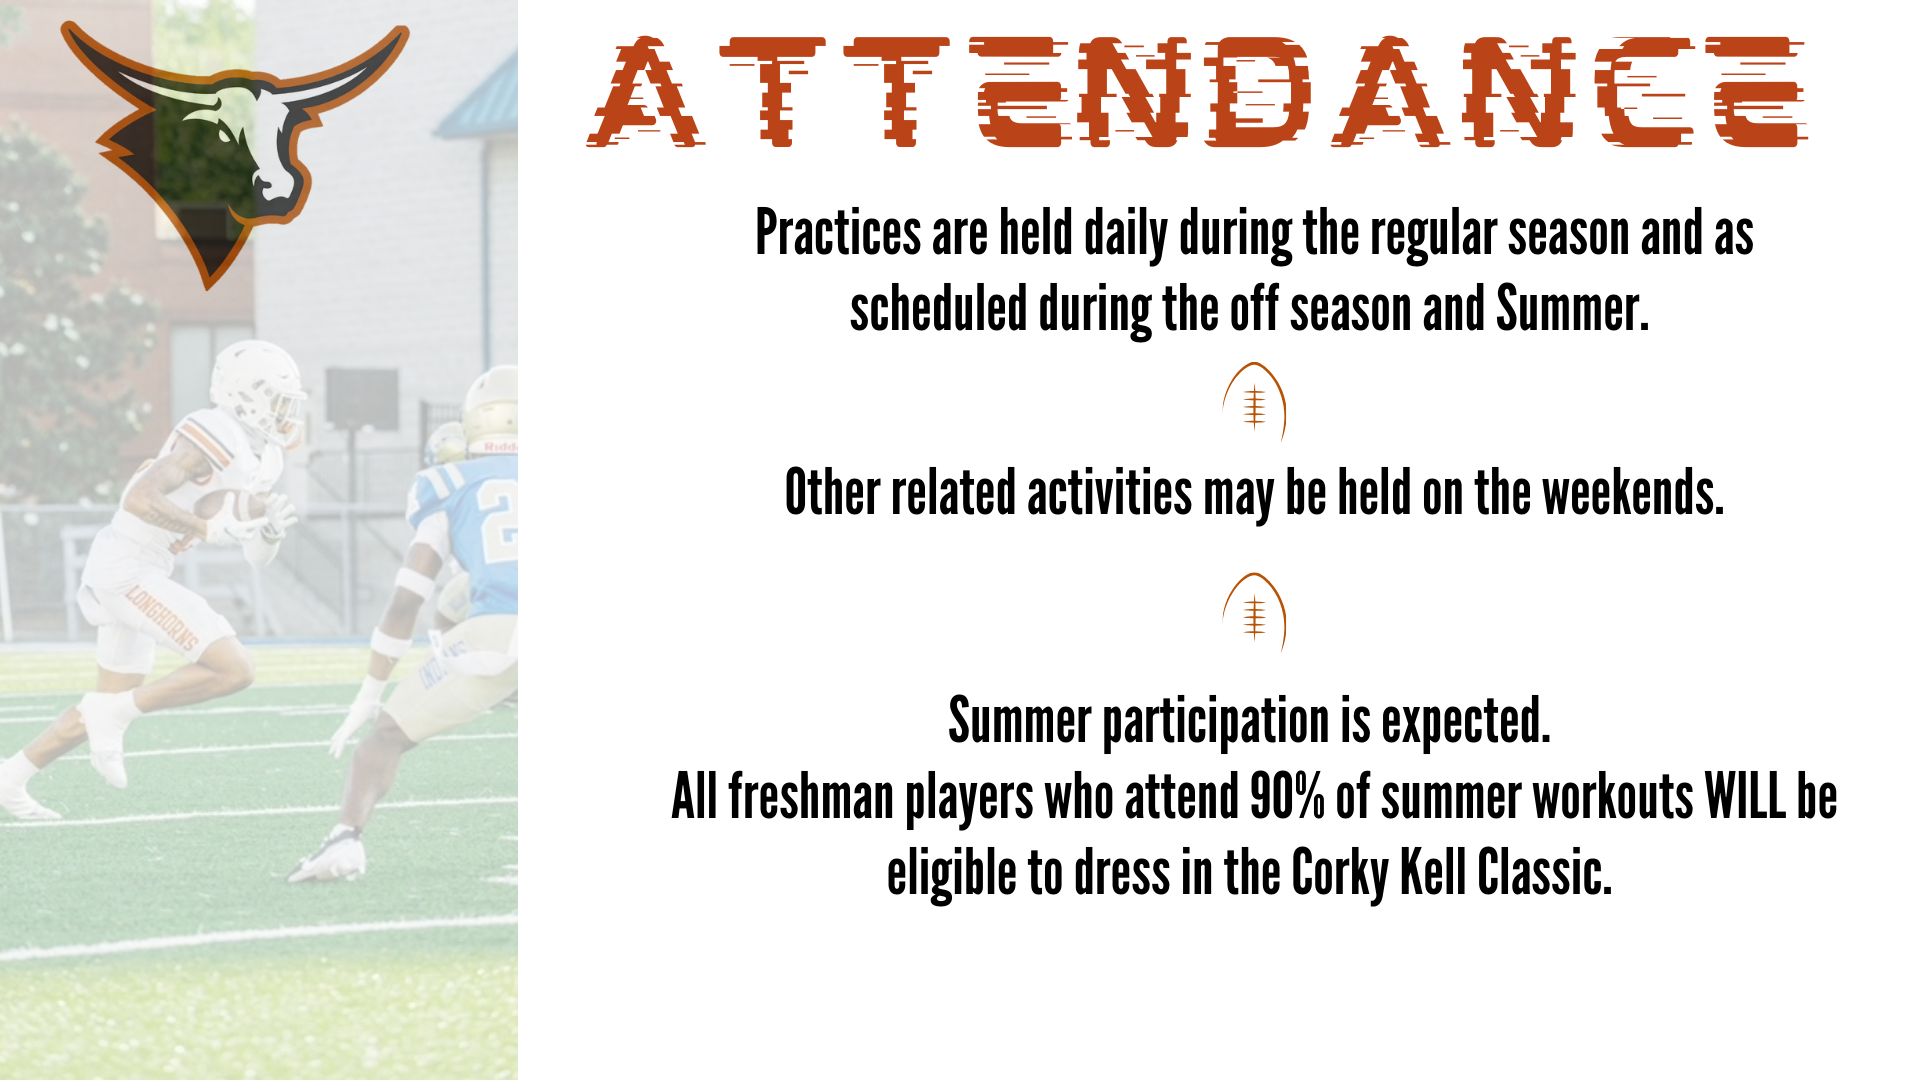 ATTENDANCE
Practices are held daily during the regular season and as
scheduled during the off season and Summer.
Other related activities may be held on the weekends.
Summer participation is expected.
All freshman players who attend 90% of summer workouts WILL be
eligible to dress in the Corky Kell Classic.
LONGHORNS
2